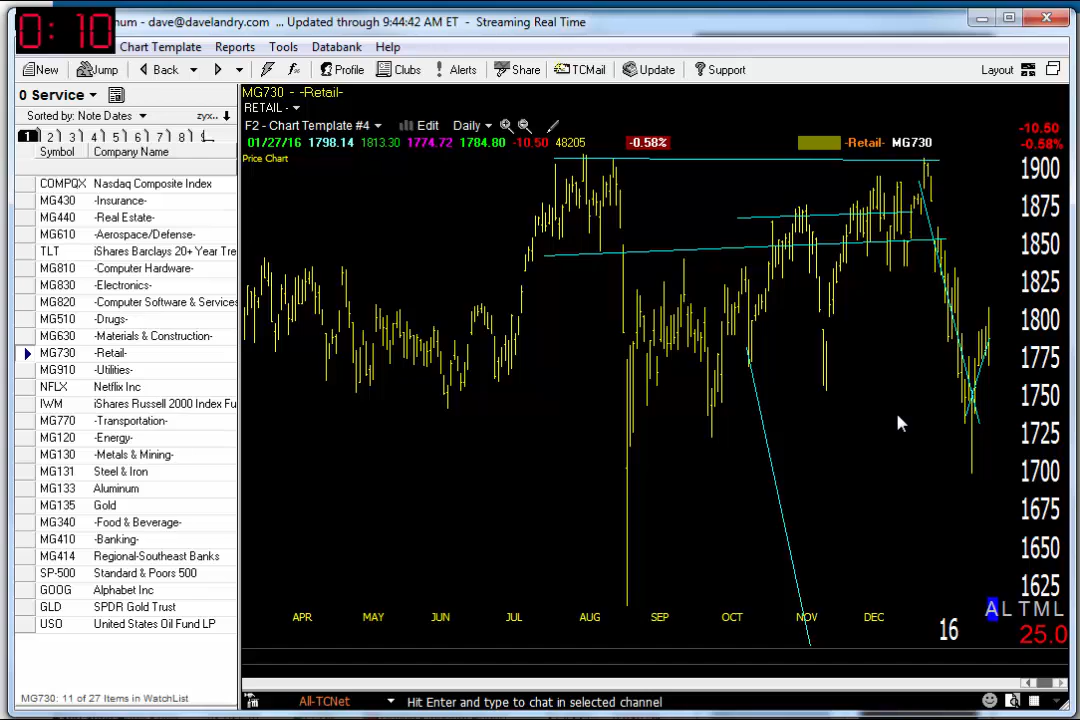 0:10
num - dave@davelandry.com ... Updated through 9:44:42 AM ET - Streaming Real Time
Chart Template Reports Tools Databank Help
New Jump Back Profile Clubs Alerts Share TCMail Update Support Layout
0 Service
Sorted by: Note Dates zyx..
1 2 3 4 5 6 7 8
Symbol Company Name
COMPQX Nasdaq Composite Index
MG430 -Insurance-
MG440 -Real Estate-
MG610 -Aerospace/Defense-
TLT iShares Barclays 20+ Year Tre
MG810 -Computer Hardware-
MG830 -Electronics-
MG820 -Computer Software & Services
MG510 -Drugs-
MG630 -Materials & Construction-
MG730 -Retail-
MG910 -Utilities-
NFLX Netflix Inc
IWM iShares Russell 2000 Index Fu
MG770 -Transportation-
MG120 -Energy-
MG130 -Metals & Mining-
MG131 Steel & Iron
MG133 Aluminum
MG135 Gold
MG340 -Food & Beverage-
MG410 -Banking-
MG414 Regional-Southeast Banks
SP-500 Standard & Poors 500
GOOG Alphabet Inc
GLD SPDR Gold Trust
USO United States Oil Fund LP
MG730: 11 of 27 Items in WatchList
MG730 - -Retail-
RETAIL -
F2 - Chart Template #4 Edit Daily
01/27/16 1798.14 1813.30 1774.72 1784.80 -10.50 48205 -0.58% -Retail- MG730
Price Chart
-10.50
-0.58%
1900
1875
1850
1825
1800
1775
1750
1725
1700
1675
1650
1625
APR MAY JUN JUL AUG SEP OCT NOV DEC 16
A L T M L
25.0
All-TCNet Hit Enter and type to chat in selected channel